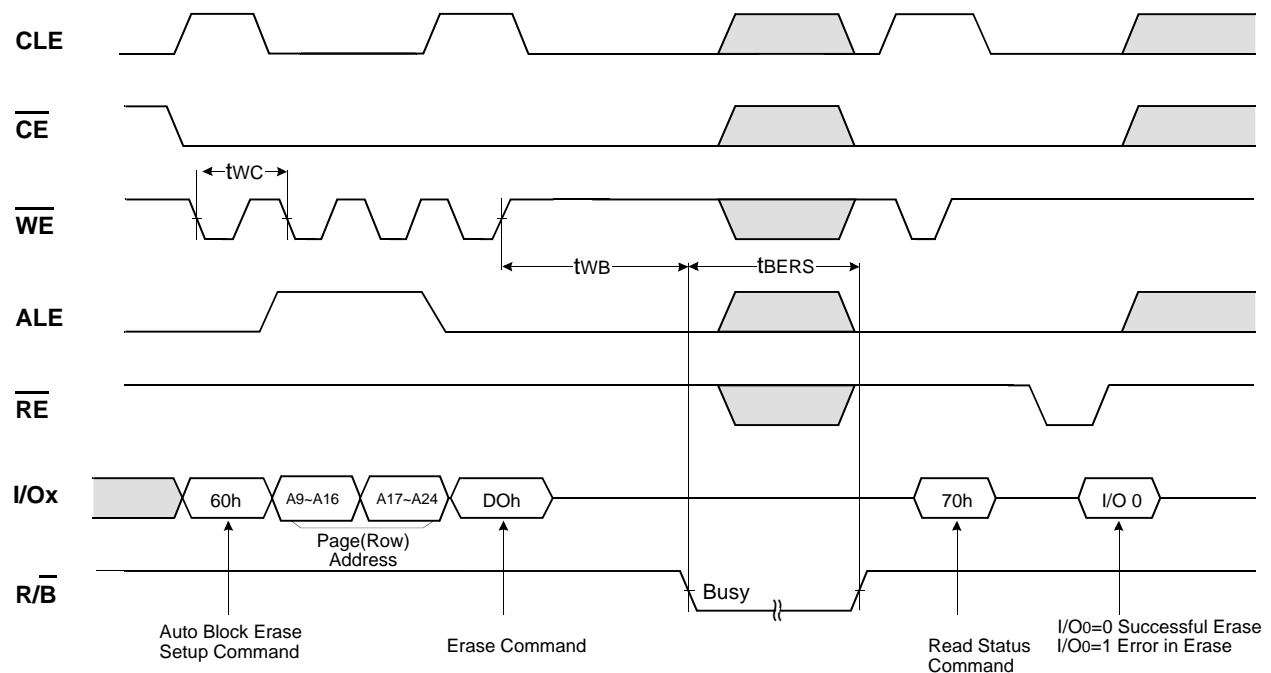 CLE
CE
tWC
WE
tWB
tBERS
ALE
RE
I/Ox
60h
A9~A16
A17~A24
DOh
70h
I/O 0
Page(Row)
Address
R/B
Busy
Auto Block Erase
Setup Command
Erase Command
Read Status
Command
I/O0=0 Successful Erase
I/O0=1 Error in Erase